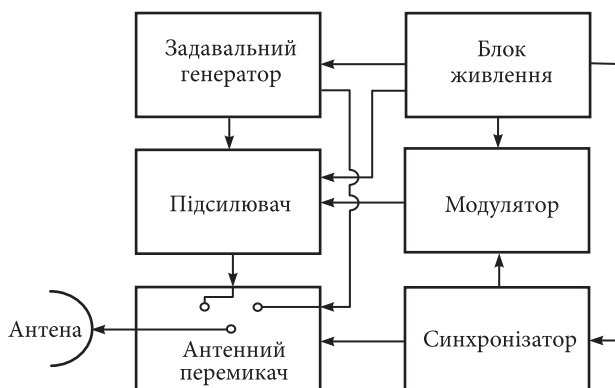 Задавальний
генератор
Блок
живлення
Підсилювач
Модулятор
Антена
Антенний
перемикач
Синхронізатор